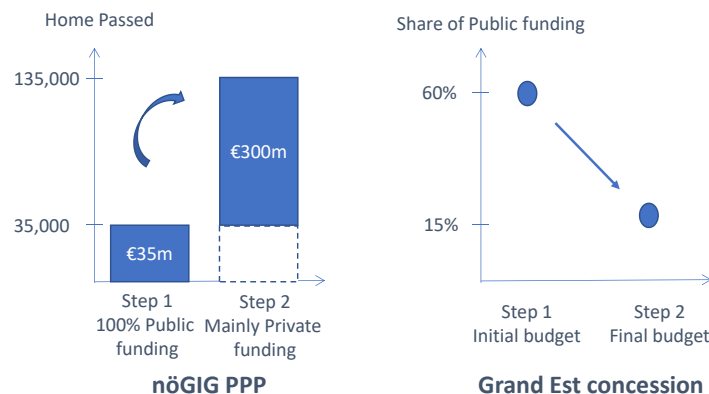 Home Passed
135,000
€300m
35,000
€35m
Step 1
100% Public
funding
Step 2
Mainly Private
funding
nöGIG PPP
Share of Public funding
60%
15%
Step 1
Initial budget
Step 2
Final budget
Grand Est concession